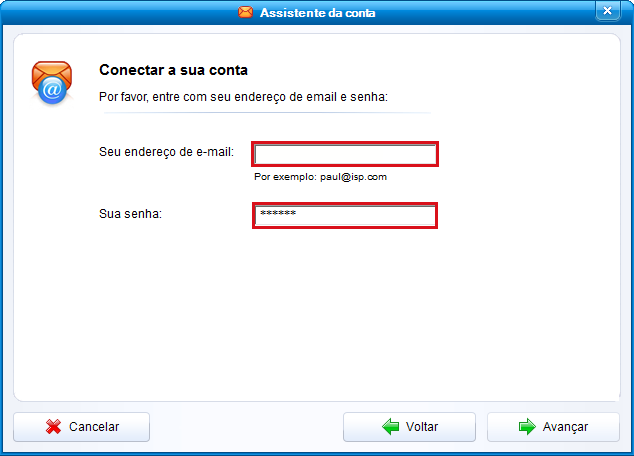 Assistente da conta
Conectar a sua conta
Por favor, entre com seu endereço de email e senha:
Seu endereço de e-mail:
Por exemplo: paul@isp.com
Sua senha: ******
Cancelar
Voltar
Avançar